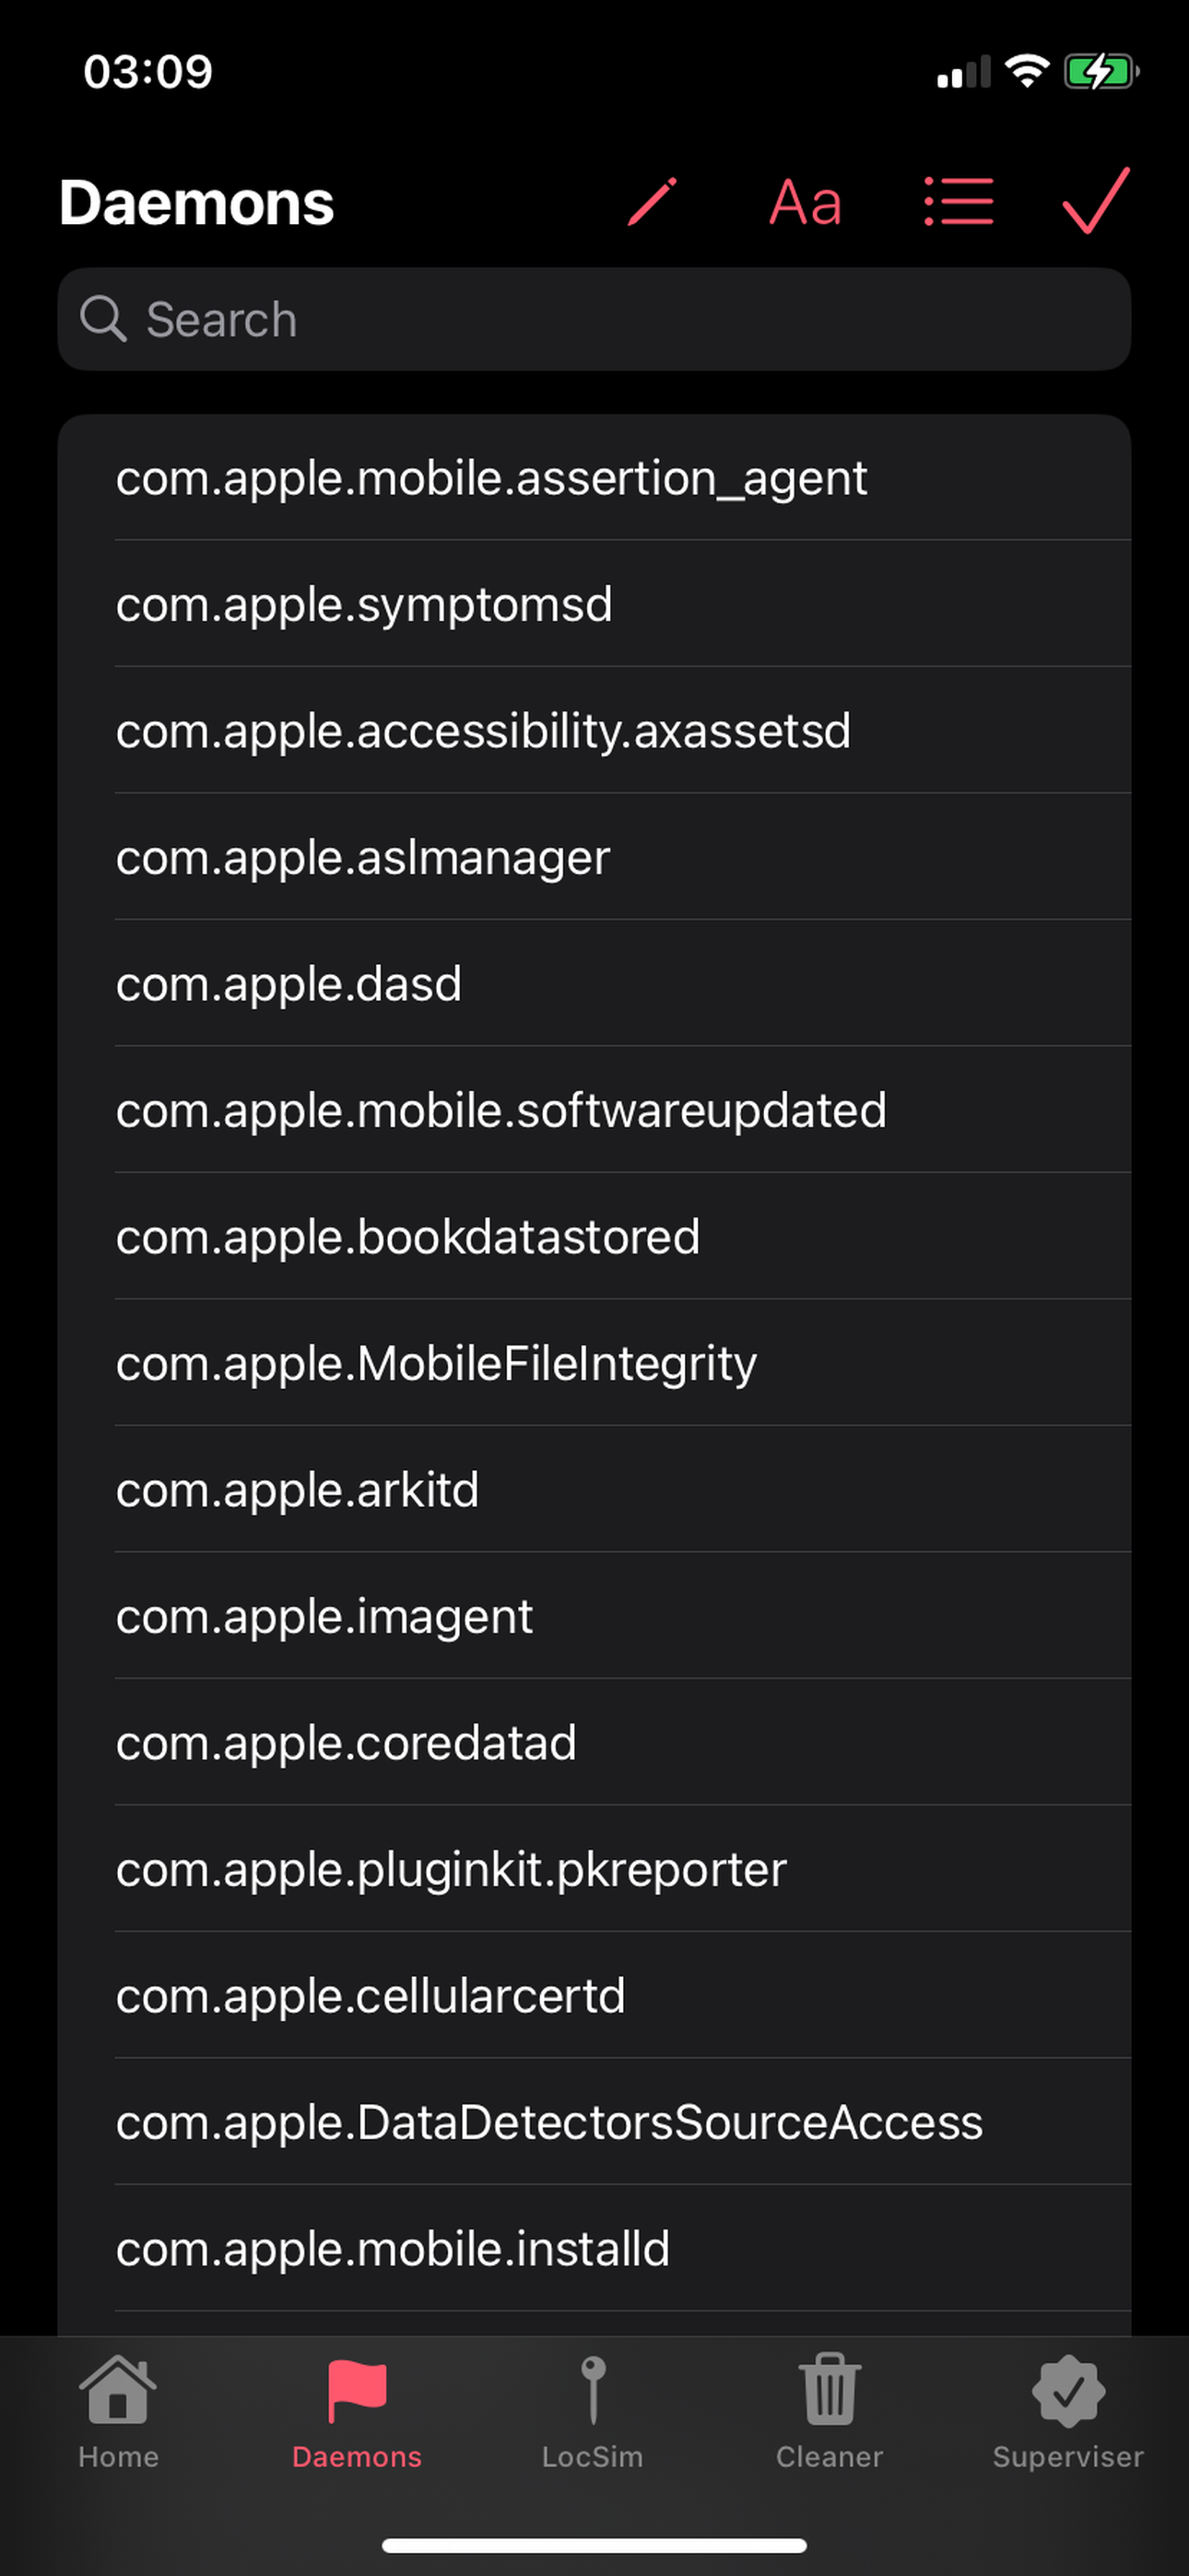 03:09
Daemons
Aa
Search
com.apple.mobile.assertion_agent
com.apple.symptomsd
com.apple.accessibility.axassetsd
com.apple.aslmanager
com.apple.dasd
com.apple.mobile.softwareupdated
com.apple.bookdatastored
com.apple.MobileFileIntegrity
com.apple.arkitd
com.apple.imagent
com.apple.coredatad
com.apple.pluginkit.pkreporter
com.apple.cellularcertd
com.apple.DataDetectorsSourceAccess
com.apple.mobile.installd
Home
Daemons
LocSim
Cleaner
Superviser